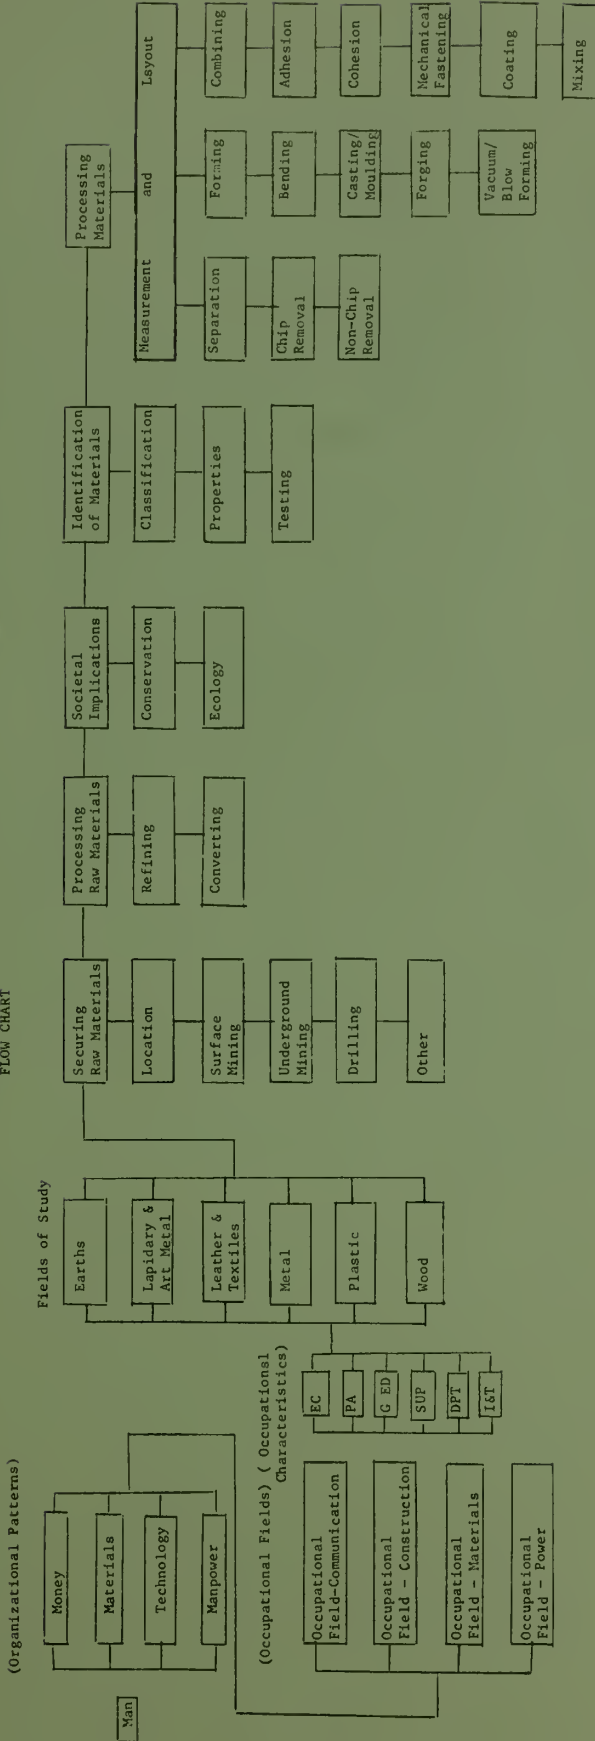 FLOW CHART
(Organizational Patterns)
Man
Money
Materials
Technology
Manpower
(Occupational Fields)
Occupational
Field-Communication
Occupational
Field - Construction
Occupational
Field - Materials
Occupational
Field - Power
( Occupationsl
Characteristics)
EC
PA
G ED
SUP
DPT
I&T
Fields of Study
Earths
Lapidary &
Art Metal
Leather &
Textiles
Metal
Plastic
Wood
Securing
Raw Materials
Location
Surface
Mining
Underground
Mining
Drilling
Other
Processing
Raw Materials
Refining
Converting
Societal
Implications
Conservation
Ecology
Identification
of Materials
Classification
Properties
Testing
Processing
Materials
Measurement and Lsyout
Separation
Chip
Removal
Non-Chip
Removal
Forming
Bending
Casting/
Moulding
Forging
Vacuum/
Blow
Forming
Combining
Adhesion
Cohesion
Mechanical
Fastening
Coating
Mixing